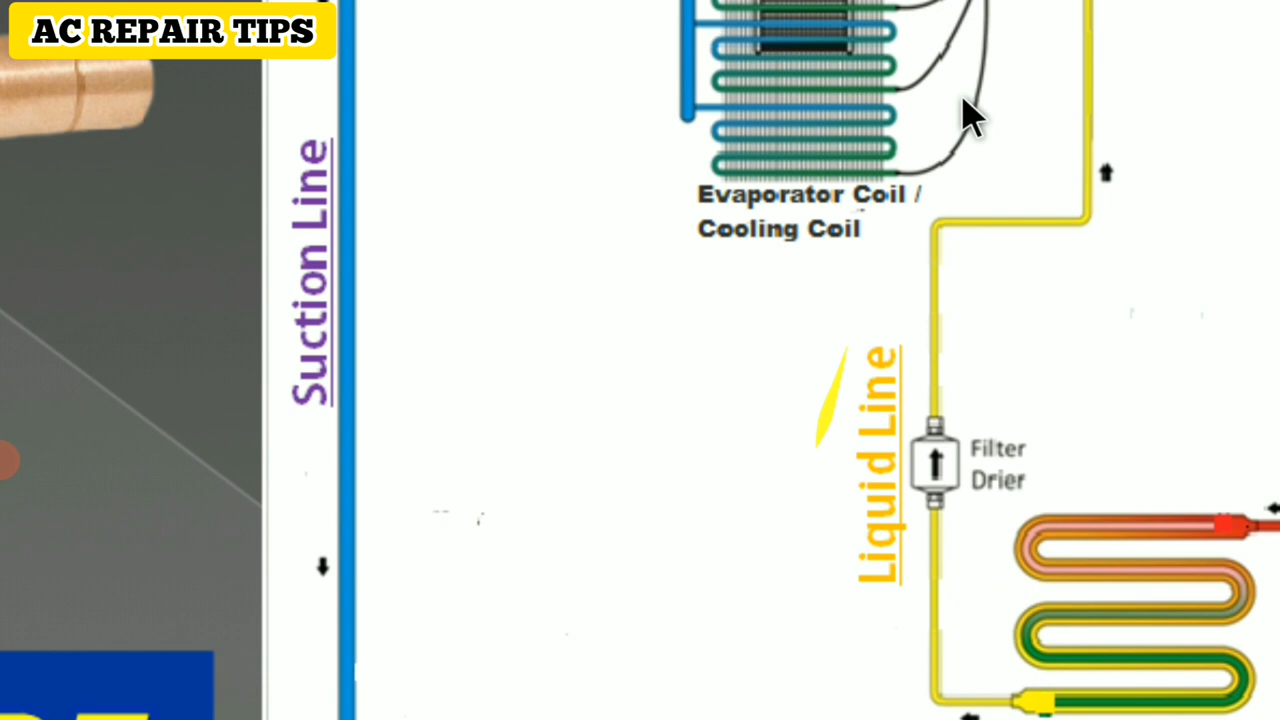 AC REPAIR TIPS
Suction Line
Evaporator Coil /
Cooling Coil
Liquid Line
Filter
Drier